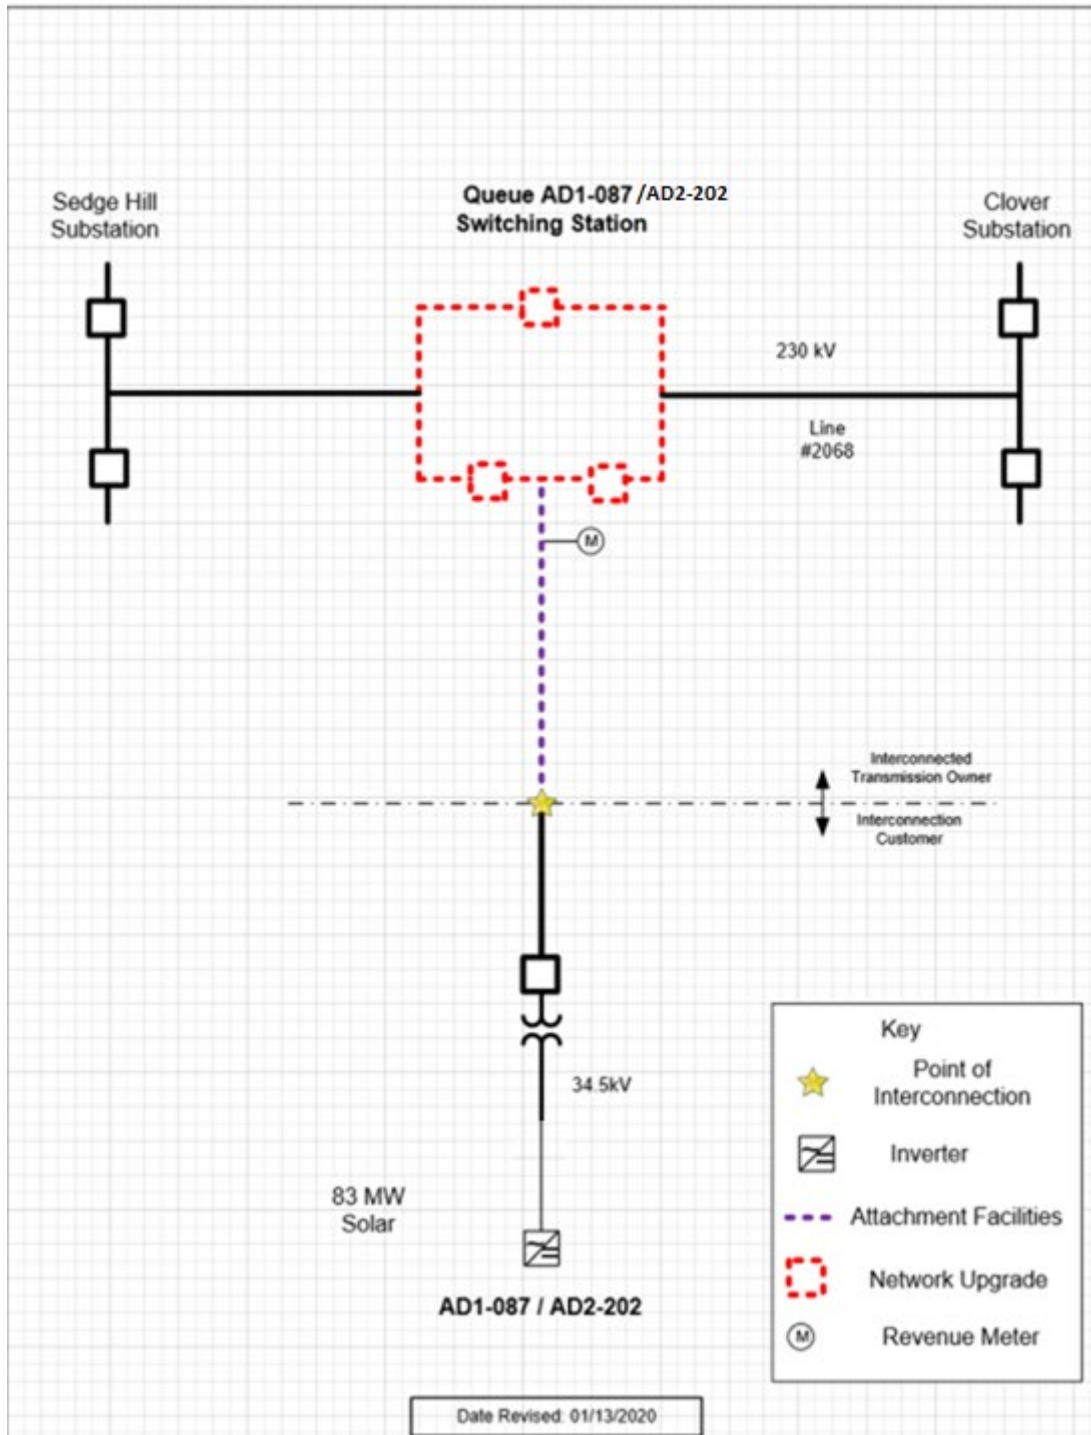 Sedge Hill
Substation
Queue AD1-087 /AD2-202
Switching Station
Clover
Substation
230 kV
Line
#2068
M
Interconnected
Transmission Owner
Interconnection
Customer
34.5kV
83 MW
Solar
AD1-087 / AD2-202
Key
Point of
Interconnection
Inverter
Attachment Facilities
Network Upgrade
M
Revenue Meter
Date Revised: 01/13/2020